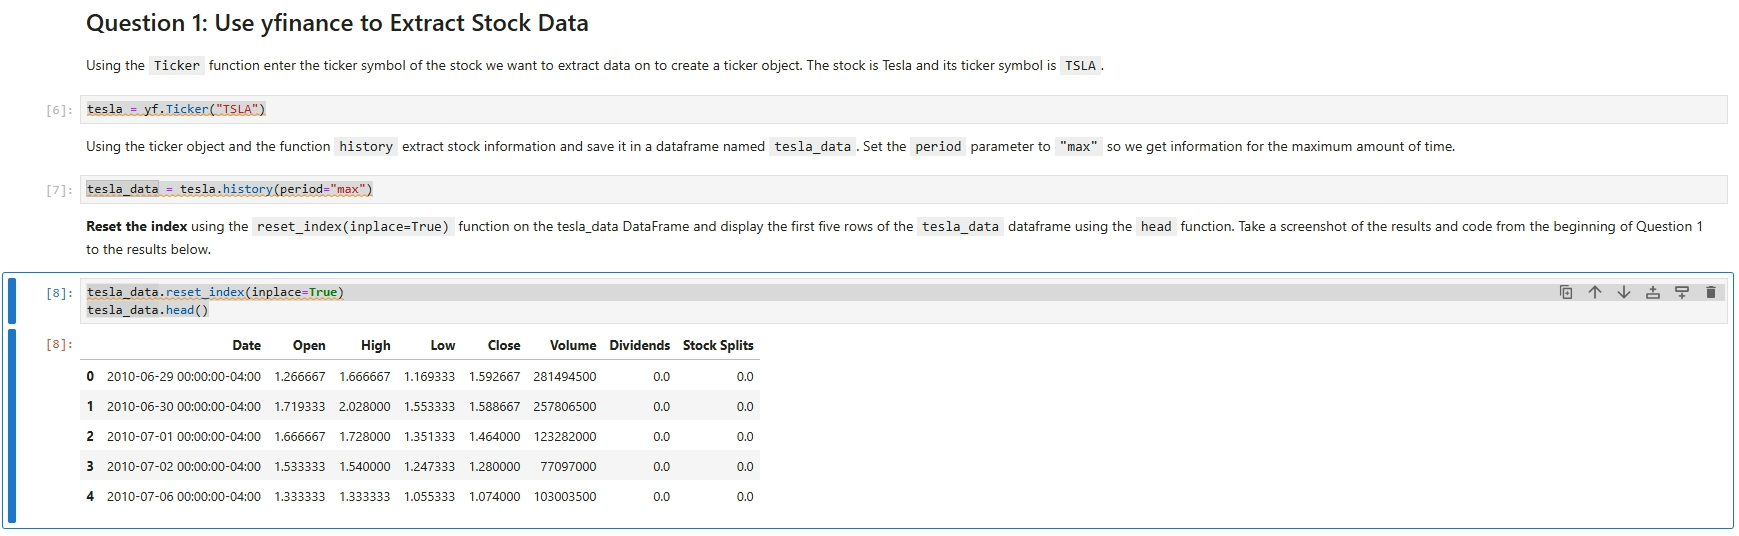 Question 1: Use yfinance to Extract Stock Data
Using the Ticker function enter the ticker symbol of the stock we want to extract data on to create a ticker object. The stock is Tesla and its ticker symbol is TSLA .
[6]: tesla = yf.Ticker("TSLA")
Using the ticker object and the function history extract stock information and save it in a dataframe named tesla_data . Set the period parameter to "max" so we get information for the maximum amount of time.
[7]: tesla_data = tesla.history(period="max")
Reset the index using the reset_index(inplace=True) function on the tesla_data DataFrame and display the first five rows of the tesla_data dataframe using the head function. Take a screenshot of the results and code from the beginning of Question 1
to the results below.
[8]: tesla_data.reset_index(inplace=True)
tesla_data.head()
[8]: Date Open High Low Close Volume Dividends Stock Splits
0 2010-06-29 00:00:00-04:00 1.266667 1.666667 1.169333 1.592667 281494500 0.0 0.0
1 2010-06-30 00:00:00-04:00 1.719333 2.028000 1.553333 1.588667 257806500 0.0 0.0
2 2010-07-01 00:00:00-04:00 1.666667 1.728000 1.351333 1.464000 123282000 0.0 0.0
3 2010-07-02 00:00:00-04:00 1.533333 1.540000 1.247333 1.280000 77097000 0.0 0.0
4 2010-07-06 00:00:00-04:00 1.333333 1.333333 1.055333 1.074000 103003500 0.0 0.0